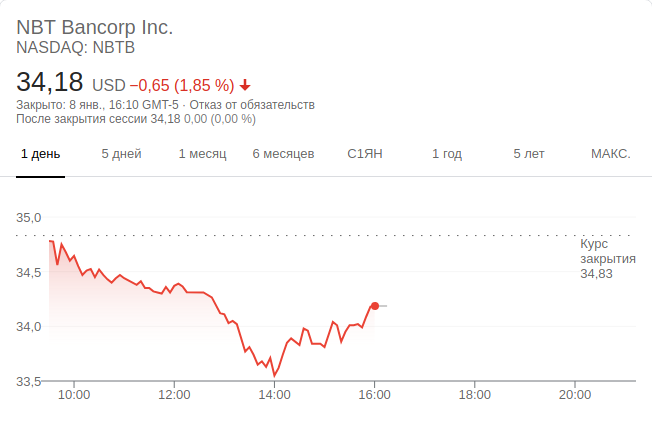 NBT Bancorp Inc.
NASDAQ: NBTB
34,18 USD −0,65 (1,85 %)
Закрыто: 8 янв., 16:10 GMT-5 · Отказ от обязательств
После закрытия сессии 34,18 0,00 (0,00 %)
1 день 5 дней 1 месяц 6 месяцев С1ЯН 1 год 5 лет МАКС.
35,0
Курс
закрытия
34,83
34,5
34,0
33,5
10:00 12:00 14:00 16:00 18:00 20:00